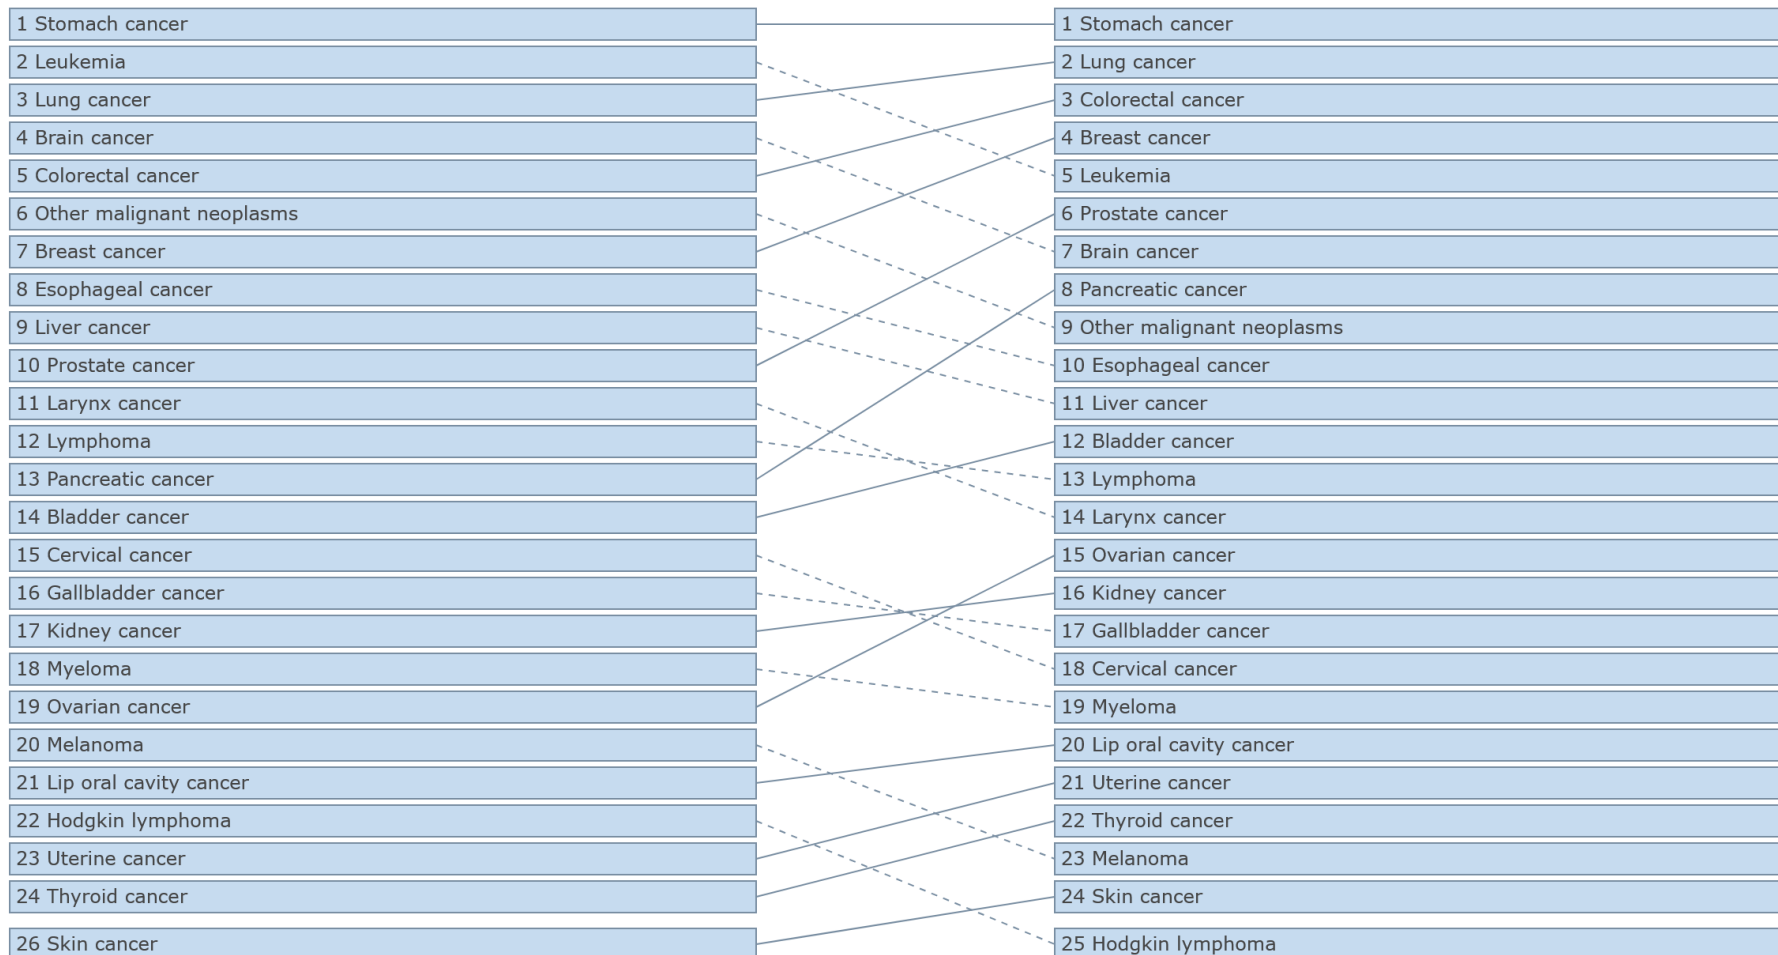 1 Stomach cancer
2 Leukemia
3 Lung cancer
4 Brain cancer
5 Colorectal cancer
6 Other malignant neoplasms
7 Breast cancer
8 Esophageal cancer
9 Liver cancer
10 Prostate cancer
11 Larynx cancer
12 Lymphoma
13 Pancreatic cancer
14 Bladder cancer
15 Cervical cancer
16 Gallbladder cancer
17 Kidney cancer
18 Myeloma
19 Ovarian cancer
20 Melanoma
21 Lip oral cavity cancer
22 Hodgkin lymphoma
23 Uterine cancer
24 Thyroid cancer
26 Skin cancer
1 Stomach cancer
2 Lung cancer
3 Colorectal cancer
4 Breast cancer
5 Leukemia
6 Prostate cancer
7 Brain cancer
8 Pancreatic cancer
9 Other malignant neoplasms
10 Esophageal cancer
11 Liver cancer
12 Bladder cancer
13 Lymphoma
14 Larynx cancer
15 Ovarian cancer
16 Kidney cancer
17 Gallbladder cancer
18 Cervical cancer
19 Myeloma
20 Lip oral cavity cancer
21 Uterine cancer
22 Thyroid cancer
23 Melanoma
24 Skin cancer
25 Hodgkin lymphoma